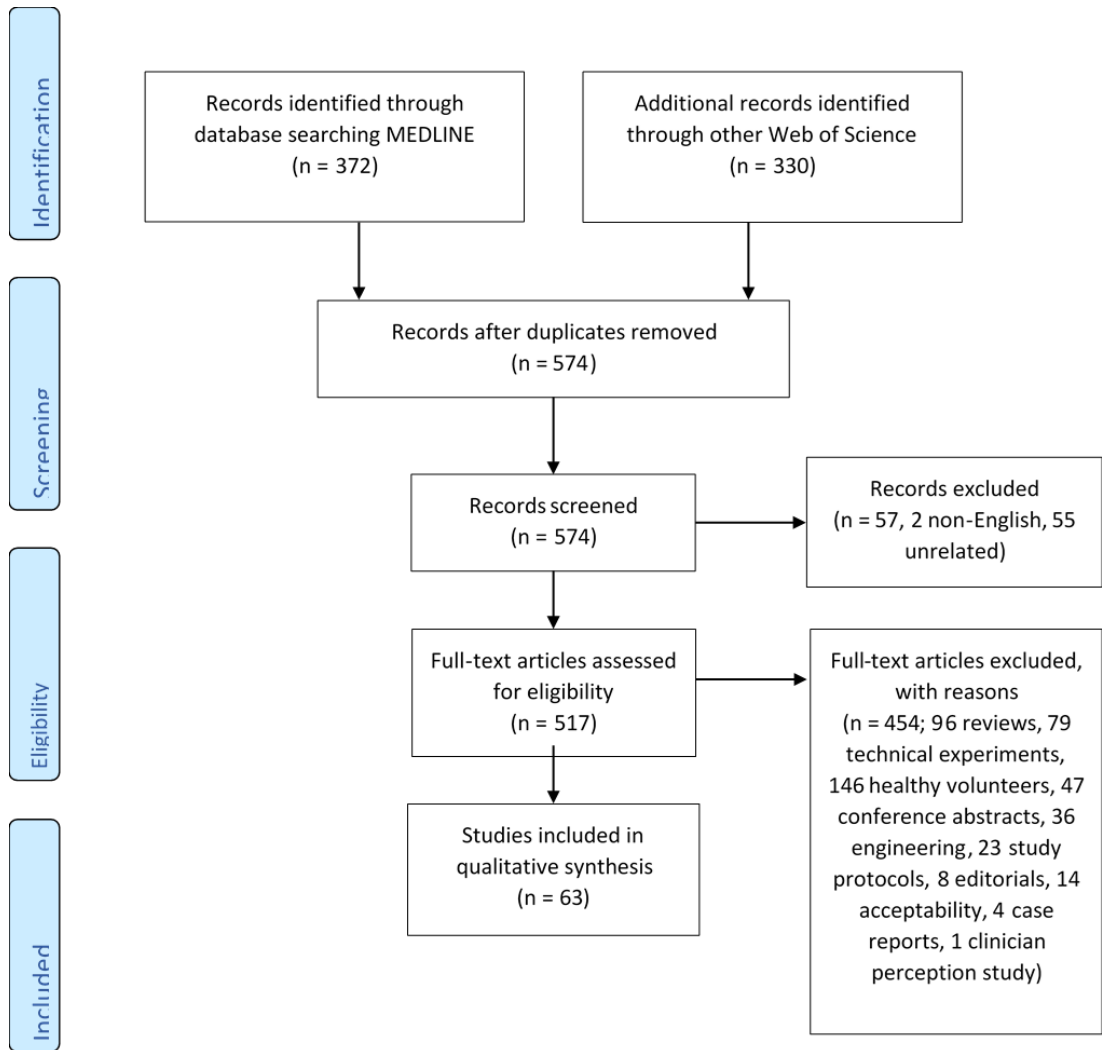 Identification
Records identified through
database searching MEDLINE
(n = 372)
Additional records identified
through other Web of Science
(n = 330)
Screening
Records after duplicates removed
(n = 574)
Records screened
(n = 574)
Records excluded
(n = 57, 2 non-English, 55
unrelated)
Eligibility
Full-text articles assessed
for eligibility
(n = 517)
Full-text articles excluded,
with reasons
(n = 454; 96 reviews, 79
technical experiments,
146 healthy volunteers, 47
conference abstracts, 36
engineering, 23 study
protocols, 8 editorials, 14
acceptability, 4 case
reports, 1 clinician
perception study)
Included
Studies included in
qualitative synthesis
(n = 63)